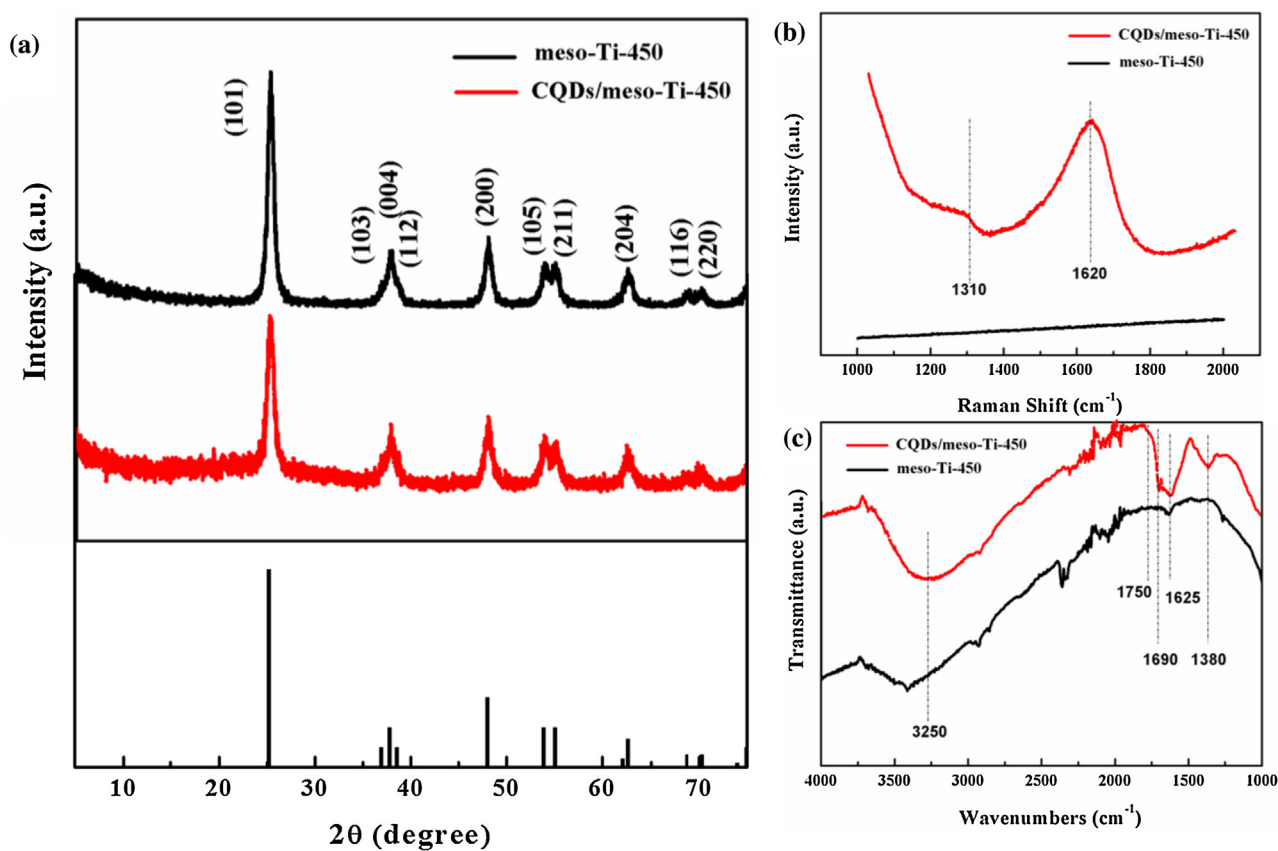 (a)
meso-Ti-450
CQDs/meso-Ti-450
(101)
(103)
(004)
(112)
(200)
(105)
(211)
(204)
(116)
(220)
Intensity (a.u.)
10 20 30 40 50 60 70
2θ (degree)
(b)
CQDs/meso-Ti-450
meso-Ti-450
Intensity (a.u.)
1310
1620
1000 1200 1400 1600 1800 2000
Raman Shift (cm-1)
(c)
CQDs/meso-Ti-450
meso-Ti-450
Transmittance (a.u.)
1750 1625
1690 1380
3250
4000 3500 3000 2500 2000 1500 1000
Wavenumbers (cm-1)